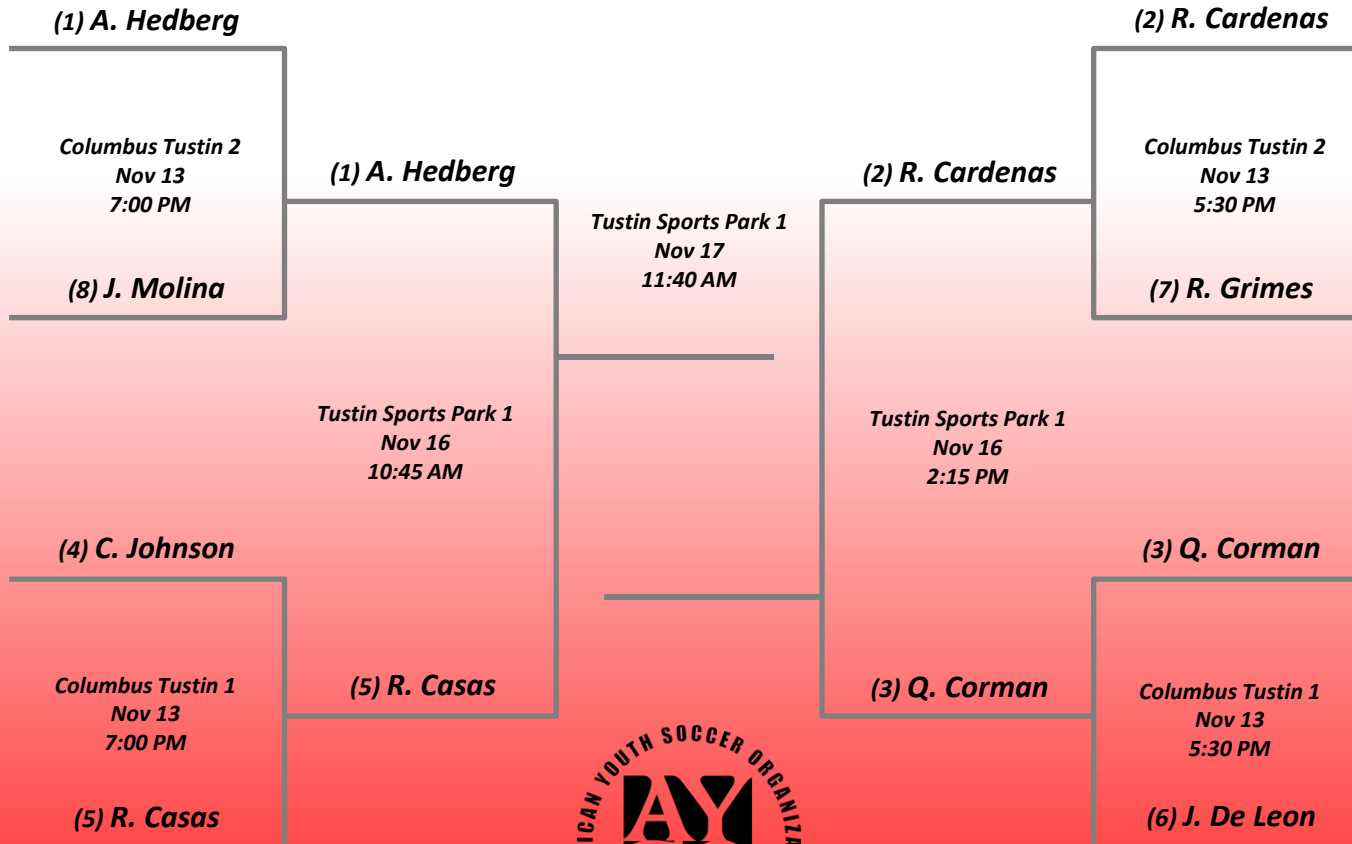 (1) A. Hedberg
(2) R. Cardenas
Columbus Tustin 2
Nov 13
7:00 PM
(1) A. Hedberg
(2) R. Cardenas
Columbus Tustin 2
Nov 13
5:30 PM
Tustin Sports Park 1
Nov 17
11:40 AM
(8) J. Molina
(7) R. Grimes
Tustin Sports Park 1
Nov 16
10:45 AM
Tustin Sports Park 1
Nov 16
2:15 PM
(4) C. Johnson
(3) Q. Corman
Columbus Tustin 1
Nov 13
7:00 PM
(5) R. Casas
(3) Q. Corman
Columbus Tustin 1
Nov 13
5:30 PM
(5) R. Casas
(6) J. De Leon
ICAN YOUTH SOCCER ORGANIZA
AY